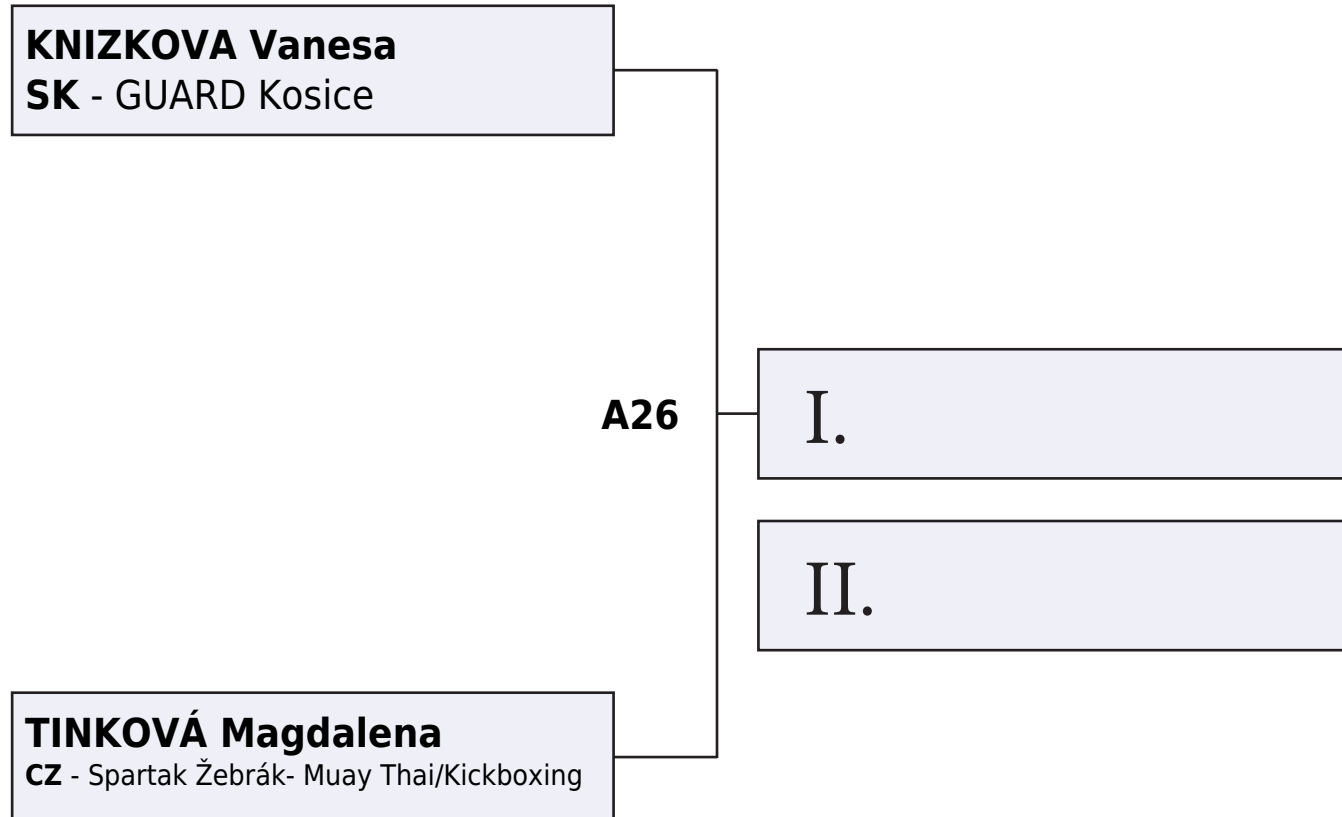 KNIZKOVA Vanesa
SK - GUARD Kosice
A26
I.
II.
TINKOVÁ Magdalena
CZ - Spartak Žebrák- Muay Thai/Kickboxing